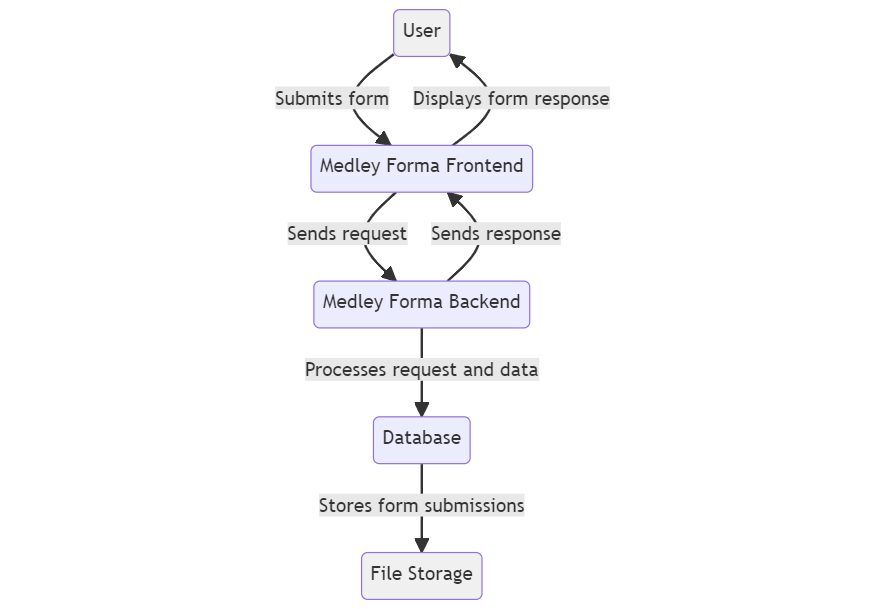 User
Submits form
Displays form response
Medley Forma Frontend
Sends request
Sends response
Medley Forma Backend
Processes request and data
Database
Stores form submissions
File Storage